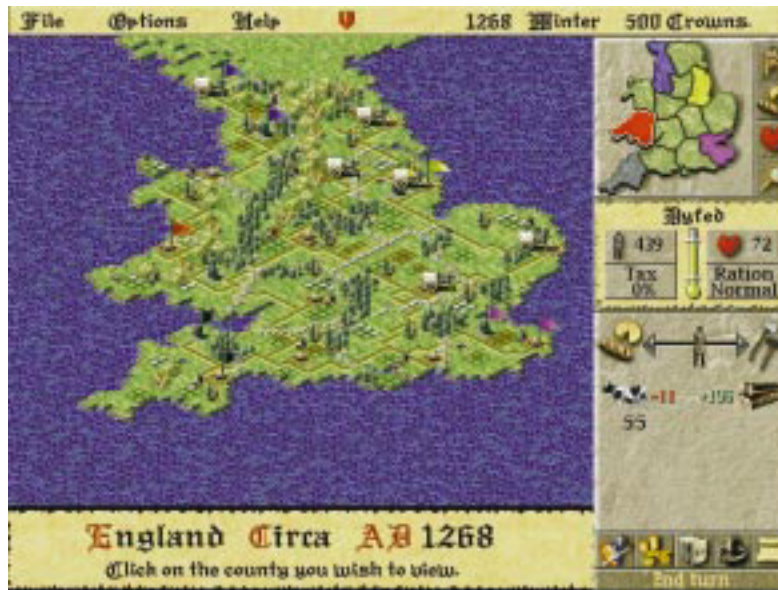 File Options Help 1268 Winter 500 Crowns.
Dyfed
439 72
Tax Ration
0% Normal
-11 +156
55
England Circa AD 1268
Click on the county you wish to view.
End turn